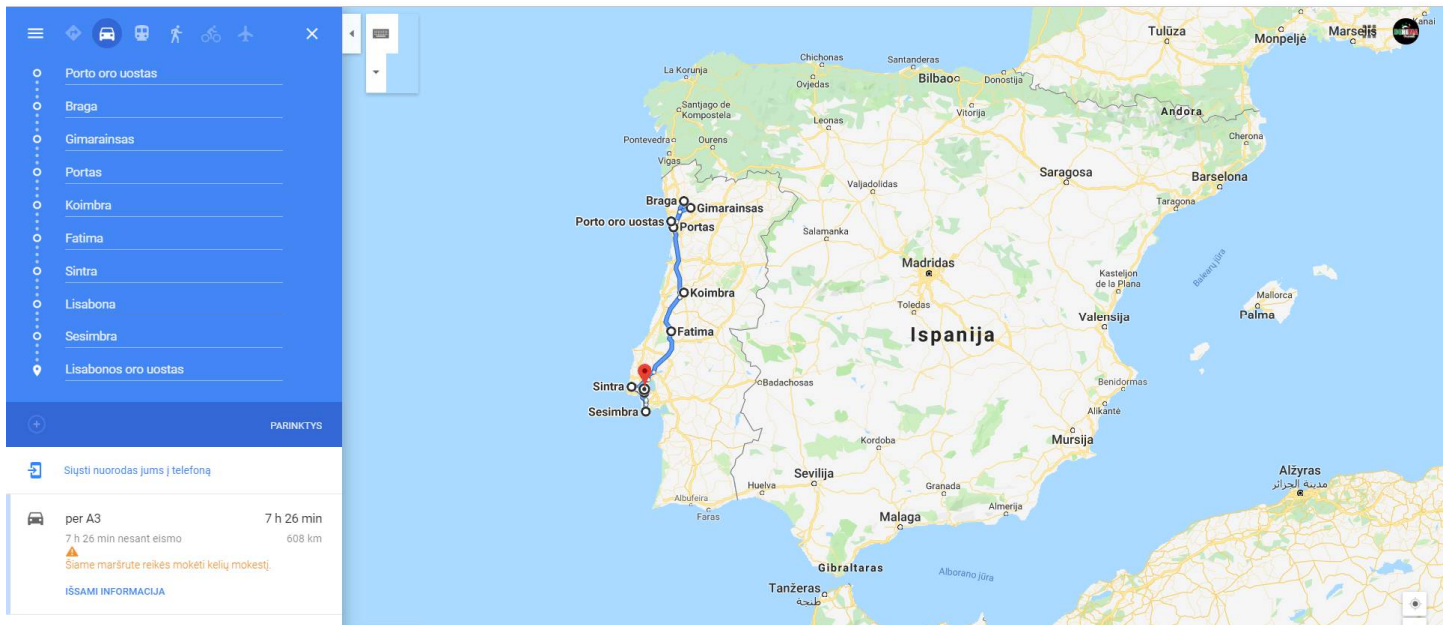 Porto oro uostas
Braga
Gimarainsas
Portas
Koimbra
Fatima
Sintra
Lisabona
Sesimbra
Lisabonos oro uostas
PARINKTYS
Siųsti nuorodas jums į telefoną
per A3
7 h 26 min
7 h 26 min nesant eismo
608 km
Šiame maršrute reikės mokėti kelių mokestį.
IŠSAMI INFORMACIJA
Tulūza
Monpeljė
Marselis
Kanai
La Korunja
Chichonas
Santanderas
Ovjedas
Bilbao
Donostija
Santjago de
Kompostela
Leonas
Vitorija
Andora
Pontevedra
Ourens
Vigas
Cherona
Saragosa
Barselona
Valjadolidas
Taragona
Braga
Gimarainsas
Porto oro uostas
Portas
Salamanka
Madridas
Kasteljon
de la Plana
Balearų jūra
Koimbra
Toledas
Mallorca
Palma
Valensija
Fatima
Ispanija
Sintra
Badachosas
Benidormas
Sesimbra
Alikantė
Kordoba
Mursija
Sevilija
Alžyras
مدينة الجزائر
Huelva
Granada
Albufeira
Faras
Malaga
Almerija
Gibraltaras
Alborano jūra
Tanžeras
طنجة